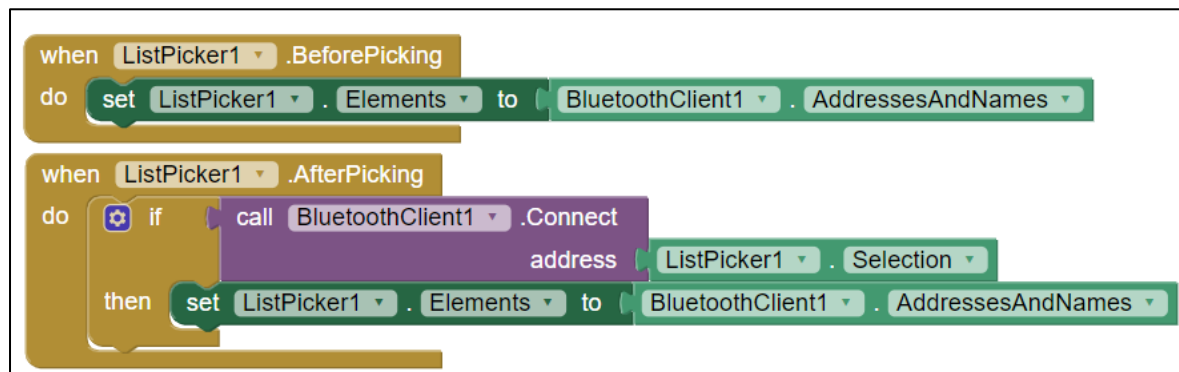 when ListPicker1 .BeforePicking
do set ListPicker1 . Elements to BluetoothClient1 . AddressesAndNames
when ListPicker1 .AfterPicking
do if call BluetoothClient1 .Connect
address ListPicker1 . Selection
then set ListPicker1 . Elements to BluetoothClient1 . AddressesAndNames